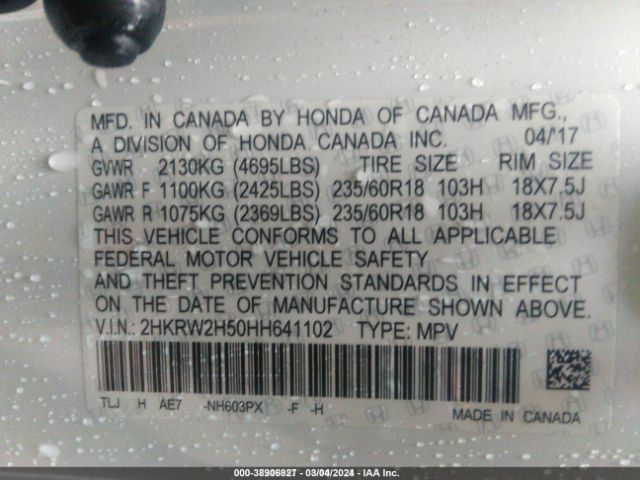 MFD. IN CANADA BY HONDA OF CANADA MFG.,
A DIVISION OF HONDA CANADA INC. 04/'17
GVWR 2130KG (4695LBS) TIRE SIZE RIM SIZE
GAWR F 1100KG (2425LBS) 235/60R18 103H 18X7.5J
GAWR R 1075KG (2369LBS) 235/60R18 103H 18X7.5J
THIS VEHICLE CONFORMS TO ALL APPLICABLE
FEDERAL MOTOR VEHICLE SAFETY
AND THEFT PREVENTION STANDARDS IN EFFECT
ON THE DATE OF MANUFACTURE SHOWN ABOVE.
V.I.N.: 2HKRW2H50HH641102 TYPE: MPV
TLJ H AE7 -NH603PX -F -H
MADE IN CANADA
000-38906827 - 03/04/2024 - IAA Inc.